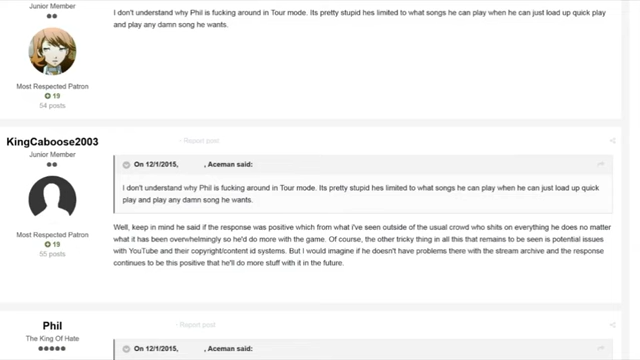 Junior Member
I don't understand why Phil is fucking around in Tour mode. Its pretty stupid hes limited to what songs he can play when he can just load up quick play
and play any damn song he wants.
Most Respected Patron
19
54 posts
KingCaboose2003
Junior Member
Most Respected Patron
19
55 posts
· Report post
On 12/1/2015, , Aceman said:
I don't understand why Phil is fucking around in Tour mode. Its pretty stupid hes limited to what songs he can play when he can just load up quick
play and play any damn song he wants.
Well, keep in mind he said if the response was positive which from what i've seen outside of the usual crowd who shits on everything he does no matter
what it has been overwhelmingly so he'd do more with the game. Of course, the other tricky thing in all this that remains to be seen is potential issues
with YouTube and their copyright/content id systems. But I would imagine if he doesn't have problems there with the stream archive and the response
continues to be this positive that he'll do more stuff with it in the future.
Phil
The King Of Hate
· Report post
On 12/1/2015, , Aceman said: